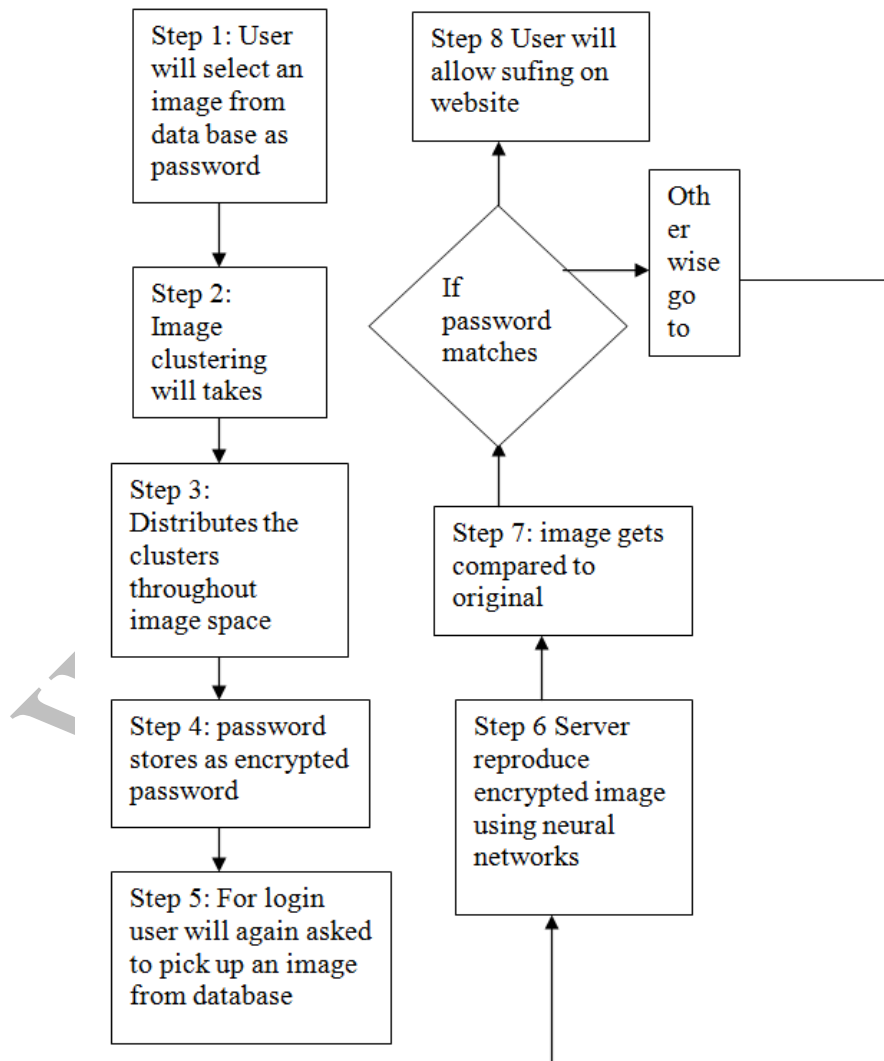 Step 1: User
will select an
image from
data base as
password
Step 2:
Image
clustering
will takes
Step 3:
Distributes the
clusters
throughout
image space
Step 4: password
stores as encrypted
password
Step 5: For login
user will again asked
to pick up an image
from database
Step 6 Server
reproduce
encrypted image
using neural
networks
Step 7: image gets
compared to
original
If
password
matches
Oth
er
wise
go
to
Step 8 User will
allow sufing on
website